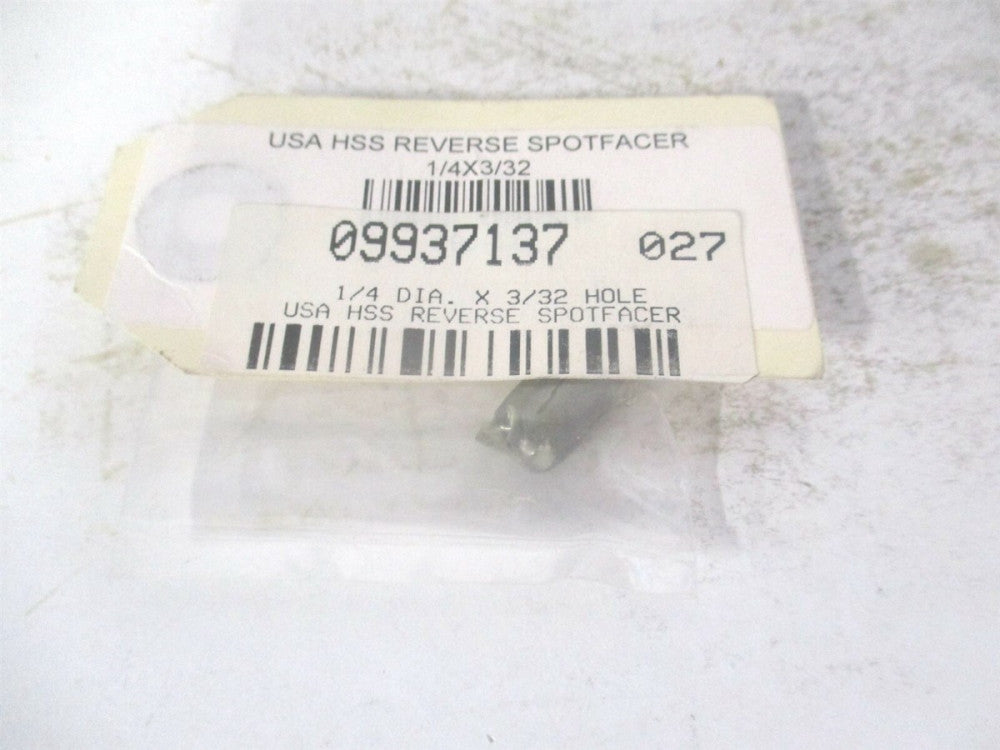 USA HSS REVERSE SPOTFACER
1/4X3/32
09937137 027
1/4 DIA. X 3/32 HOLE
USA HSS REVERSE SPOTFACER